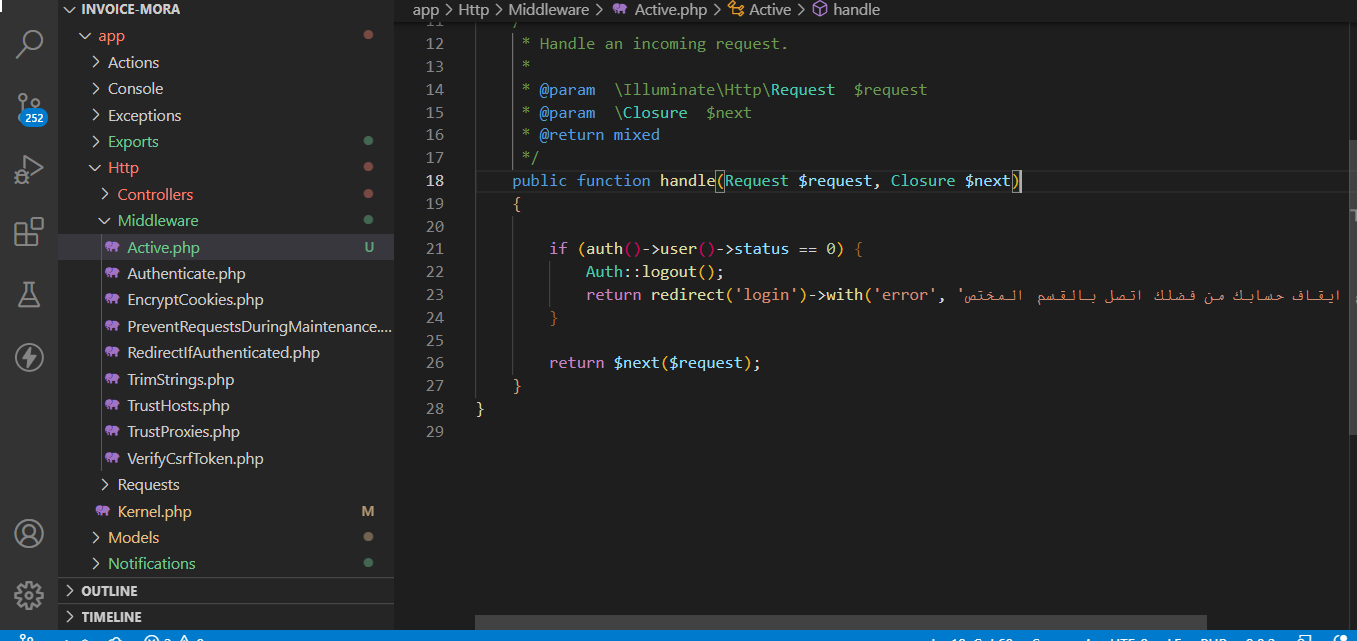 INVOICE-MORA
app
Actions
Console
Exceptions
Exports
Http
Controllers
Middleware
Active.php U
Authenticate.php
EncryptCookies.php
PreventRequestsDuringMaintenance....
RedirectIfAuthenticated.php
TrimStrings.php
TrustHosts.php
TrustProxies.php
VerifyCsrfToken.php
Requests
Kernel.php M
Models
Notifications
OUTLINE
TIMELINE
252
app > Http > Middleware > Active.php > Active > handle
12 * Handle an incoming request.
13 *
14 * @param \Illuminate\Http\Request $request
15 * @param \Closure $next
16 * @return mixed
17 */
18 public function handle(Request $request, Closure $next)
19 {
20
21 if (auth()->user()->status == 0) {
22 Auth::logout();
23 return redirect('login')->with('error', 'ايقاف حسابك من فضلك اتصل بالقسم المختص
24 }
25
26 return $next($request);
27 }
28 }
29